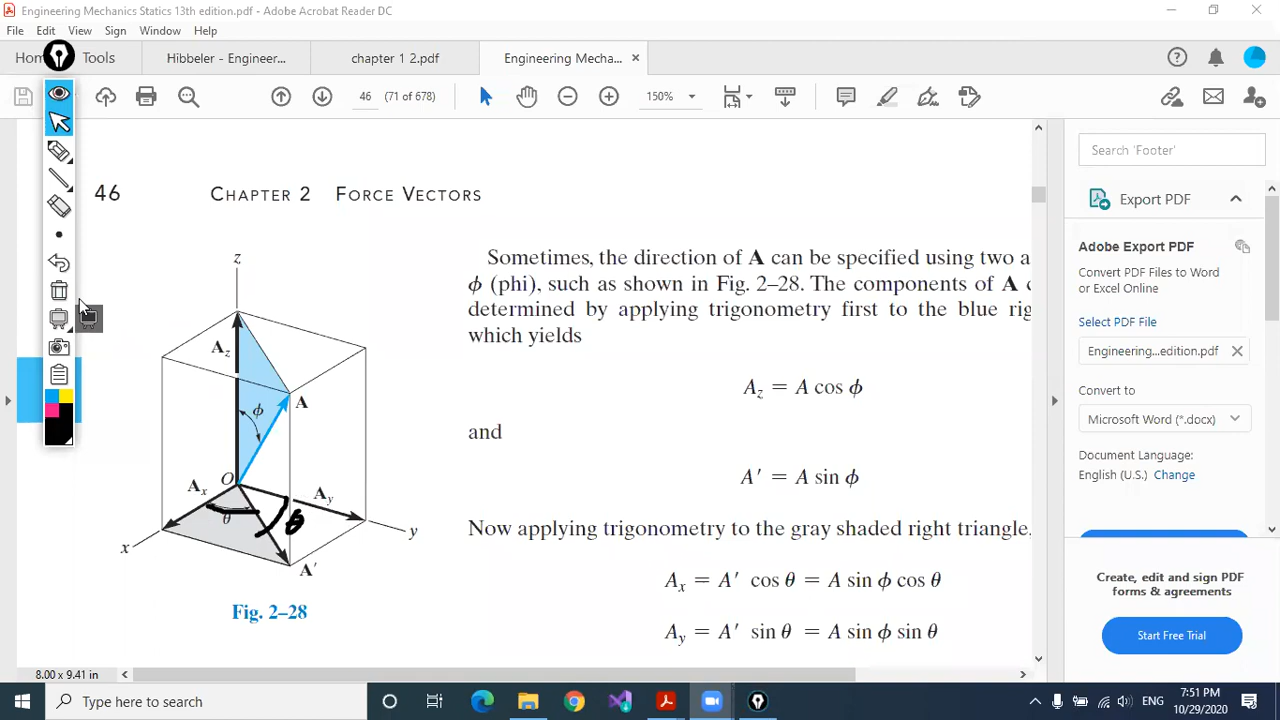 Engineering Mechanics Statics 13th edition.pdf - Adobe Acrobat Reader DC
File Edit View Sign Window Help
Hom Tools Hibbeler - Engineer... chapter 1 2.pdf Engineering Mecha... ×
46 (71 of 678) 150%
46 CHAPTER 2 FORCE VECTORS
Sometimes, the direction of A can be specified using two a
ϕ (phi), such as shown in Fig. 2–28. The components of A c
determined by applying trigonometry first to the blue rig
which yields
A_z = A cos ϕ
and
A′ = A sin ϕ
Now applying trigonometry to the gray shaded right triangle,
A_x = A′ cos θ = A sin ϕ cos θ
A_y = A′ sin θ = A sin ϕ sin θ
z
A_z
A
ϕ
O
A_x
A_y
θ
x
y
A′
Fig. 2–28
8.00 x 9.41 in
Search 'Footer'
Export PDF
Adobe Export PDF
Convert PDF Files to Word
or Excel Online
Select PDF File
Engineering...edition.pdf
Convert to
Microsoft Word (*.docx)
Document Language:
English (U.S.) Change
Create, edit and sign PDF
forms & agreements
Start Free Trial
Type here to search
ENG
7:51 PM
10/29/2020